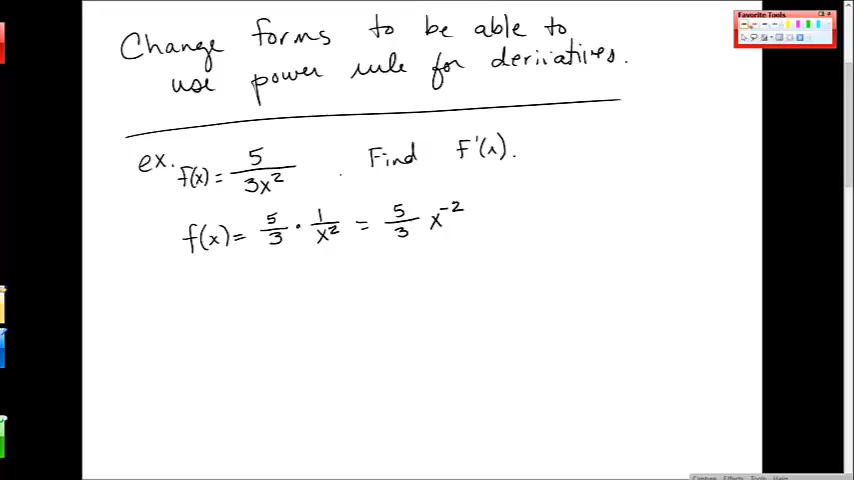 Favorite Tools
Change forms to be able to
use power rule for derivatives.
ex. f(x) = 5/(3x²) . Find f'(x).
f(x) = 5/3 · 1/x² = 5/3 x⁻²